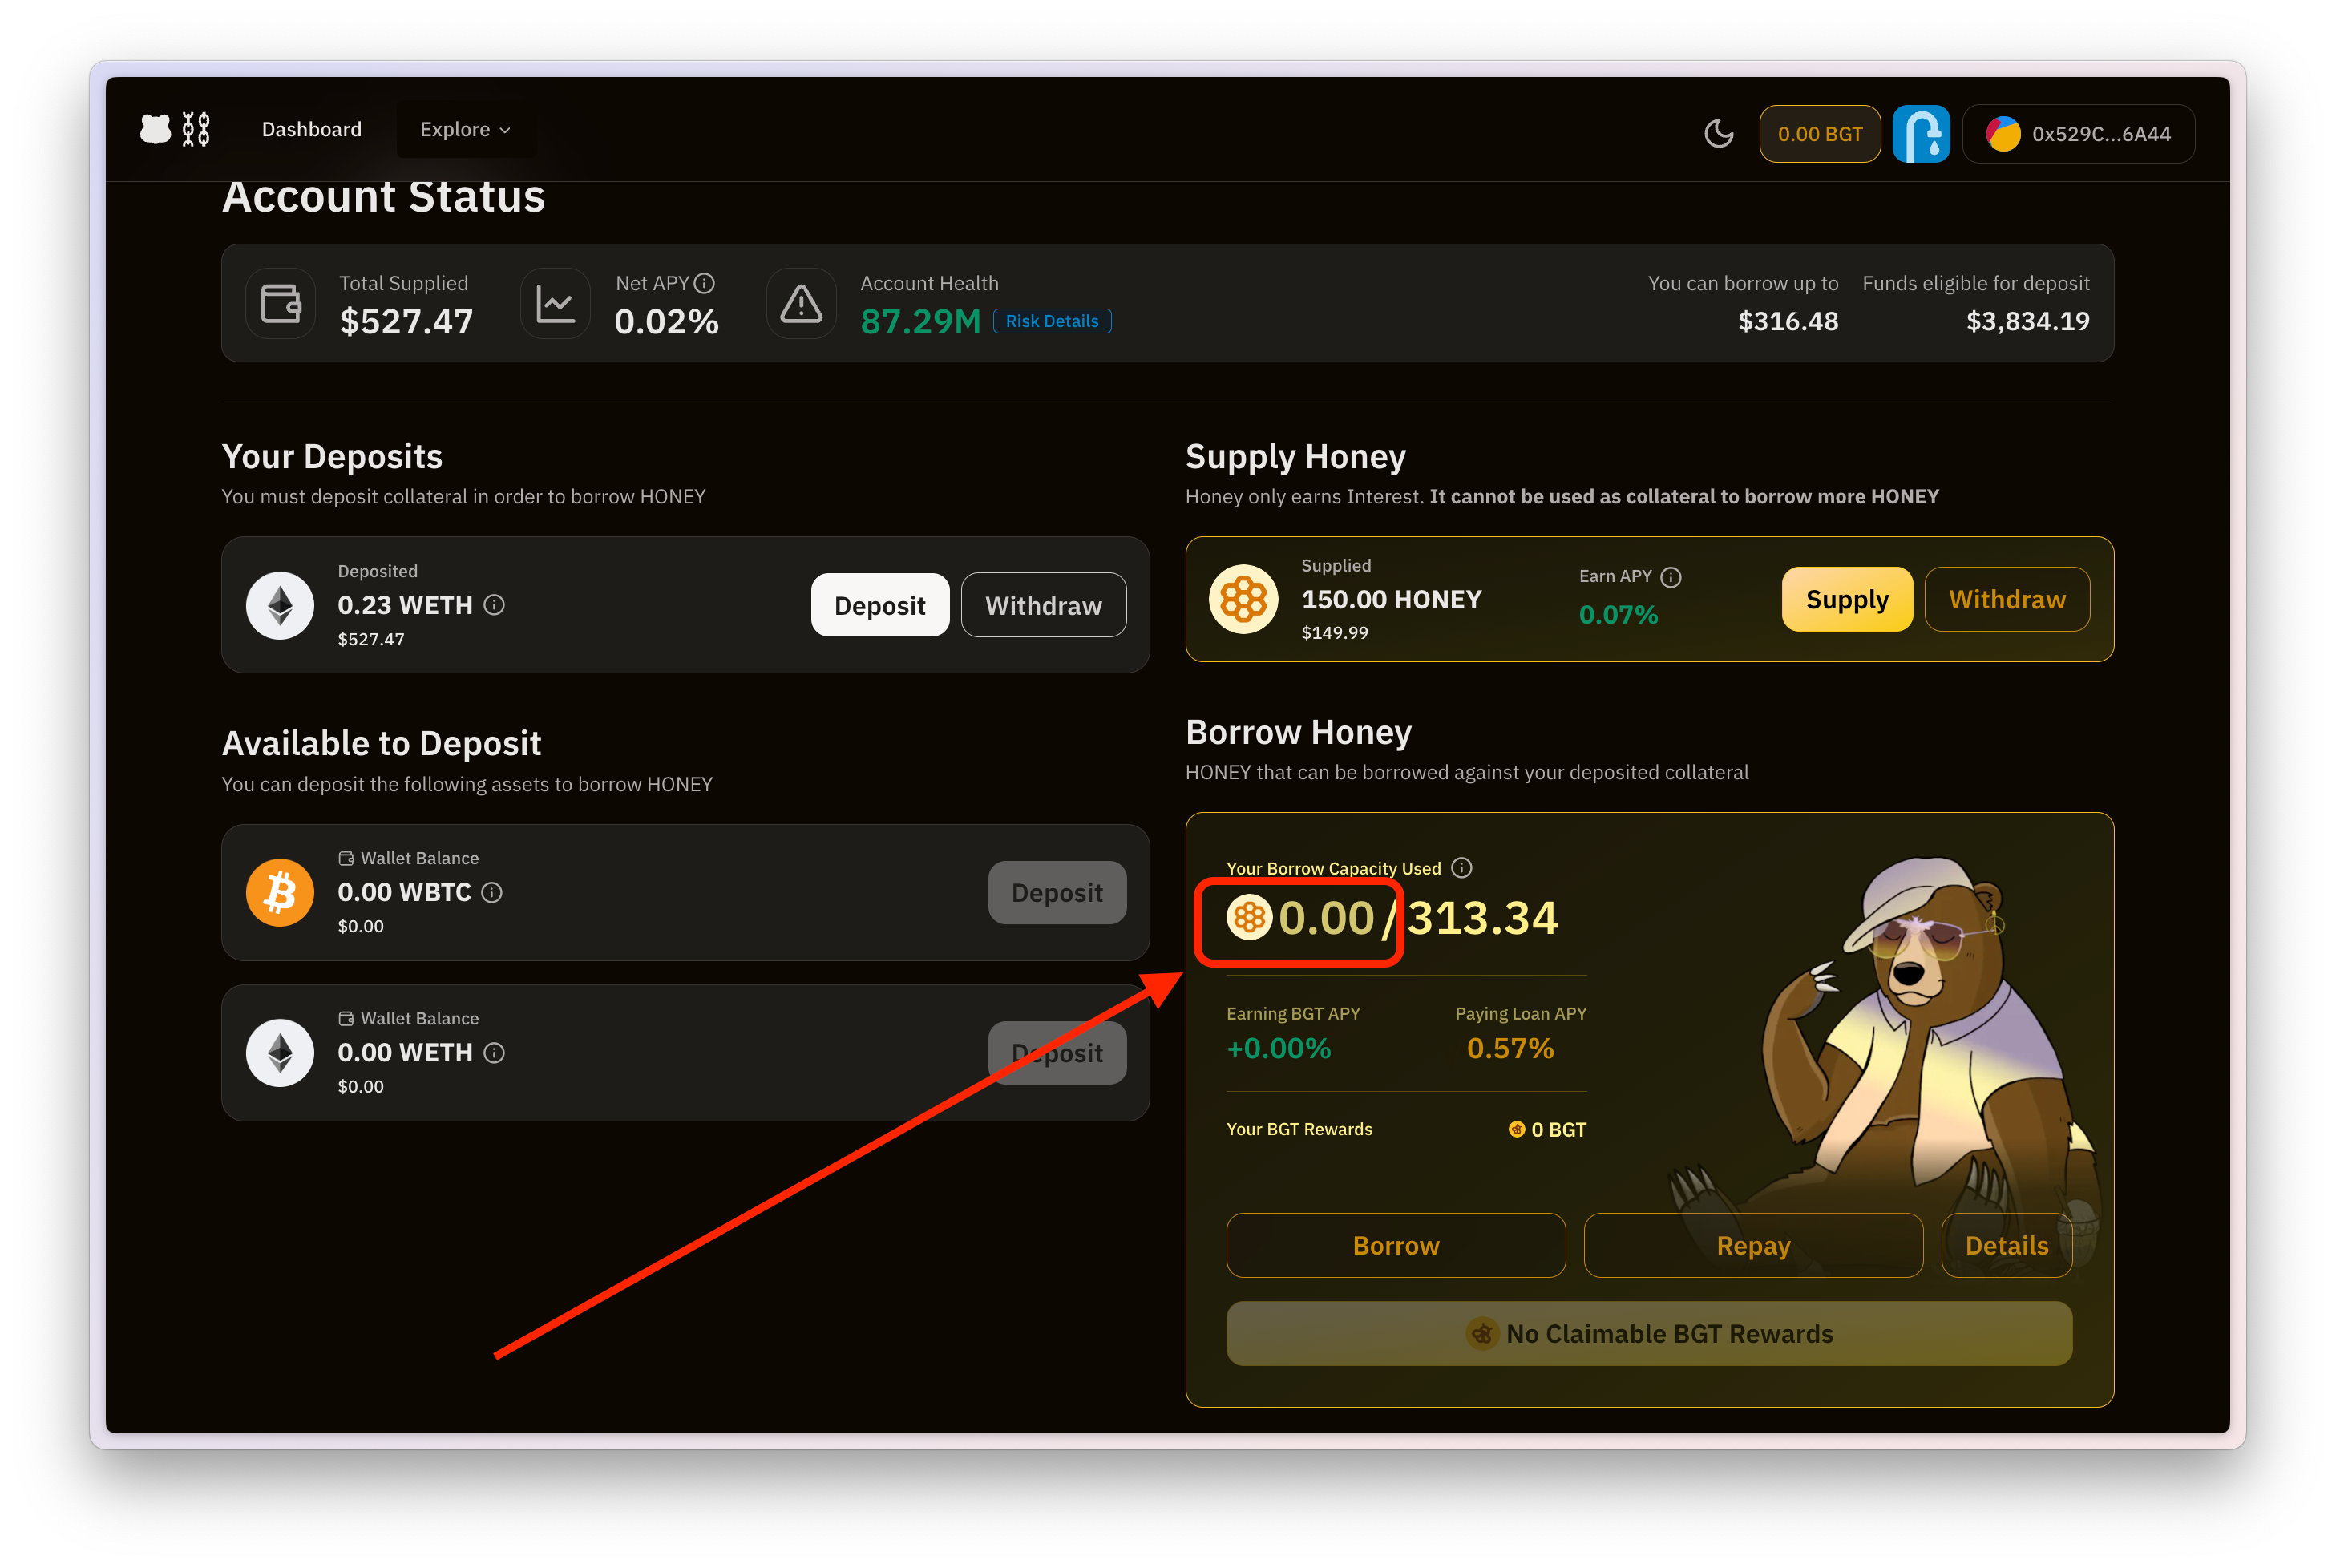 Dashboard
Explore
0.00 BGT
0x529C...6A44
Account Status
Total Supplied
$527.47
Net APY
0.02%
Account Health
87.29M
Risk Details
You can borrow up to
$316.48
Funds eligible for deposit
$3,834.19
Your Deposits
You must deposit collateral in order to borrow HONEY
Deposited
0.23 WETH
$527.47
Deposit
Withdraw
Available to Deposit
You can deposit the following assets to borrow HONEY
Wallet Balance
0.00 WBTC
$0.00
Deposit
Wallet Balance
0.00 WETH
$0.00
Deposit
Supply Honey
Honey only earns Interest. It cannot be used as collateral to borrow more HONEY
Supplied
150.00 HONEY
$149.99
Earn APY
0.07%
Supply
Withdraw
Borrow Honey
HONEY that can be borrowed against your deposited collateral
Your Borrow Capacity Used
0.00 / 313.34
Earning BGT APY
+0.00%
Paying Loan APY
0.57%
Your BGT Rewards
0 BGT
Borrow
Repay
Details
No Claimable BGT Rewards